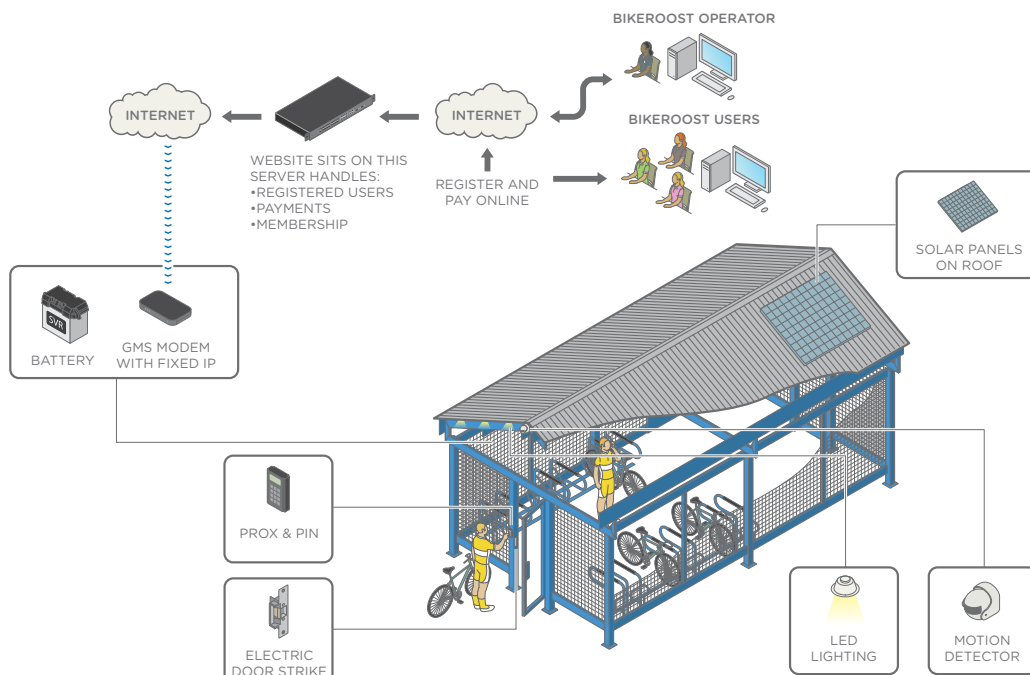 BIKEROOST OPERATOR
INTERNET
INTERNET
BIKEROOST USERS
WEBSITE SITS ON THIS
SERVER HANDLES:
•REGISTERED USERS
•PAYMENTS
•MEMBERSHIP
REGISTER AND
PAY ONLINE
SOLAR PANELS
ON ROOF
SVR
BATTERY
GMS MODEM
WITH FIXED IP
PROX & PIN
ELECTRIC
DOOR STRIKE
LED
LIGHTING
MOTION
DETECTOR